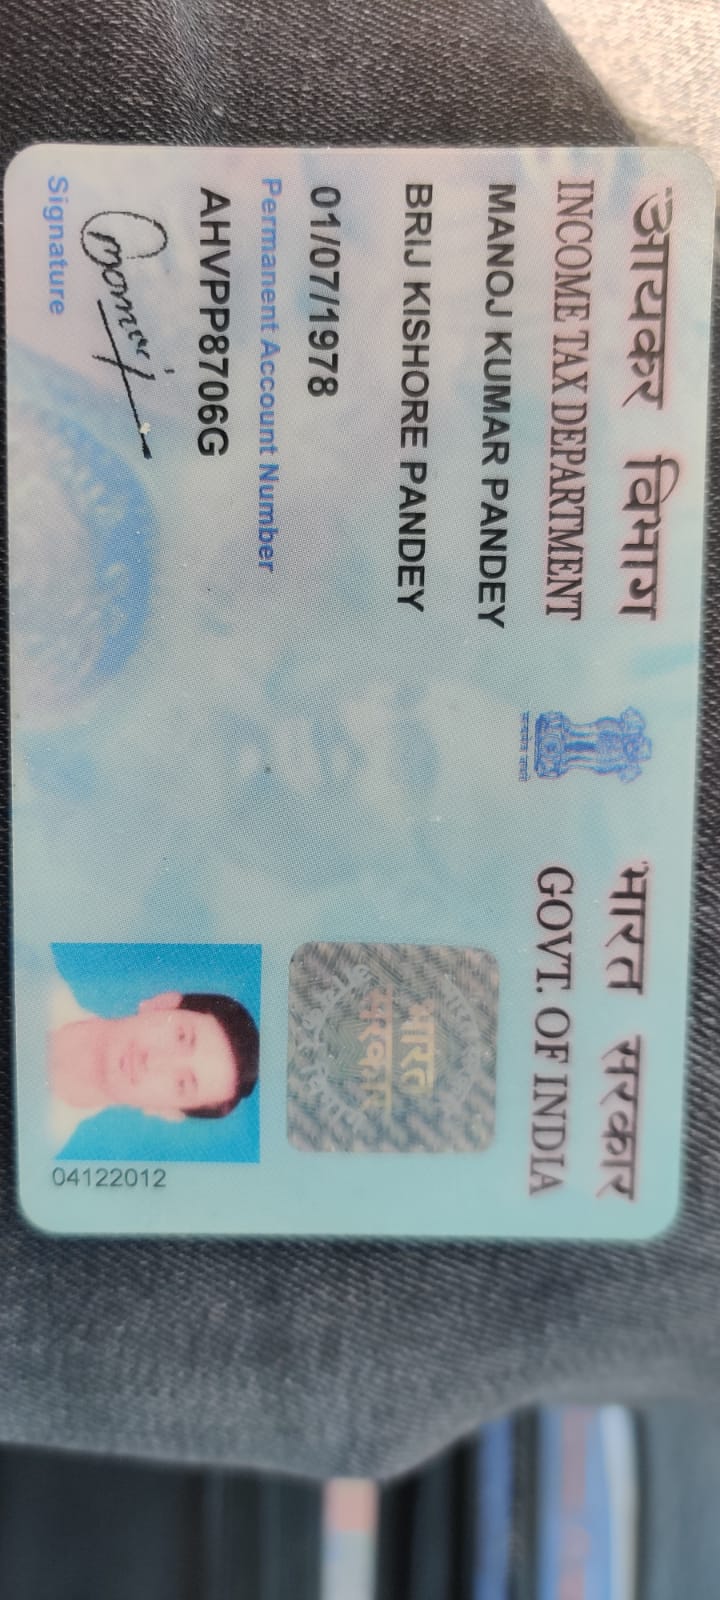 आयकर विभाग
INCOME TAX DEPARTMENT
भारत सरकार
GOVT. OF INDIA
सत्यमेव जयते
MANOJ KUMAR PANDEY
BRIJ KISHORE PANDEY
01/07/1978
Permanent Account Number
AHVPP8706G
Manoj
Signature
भारत
सरकार
04122012